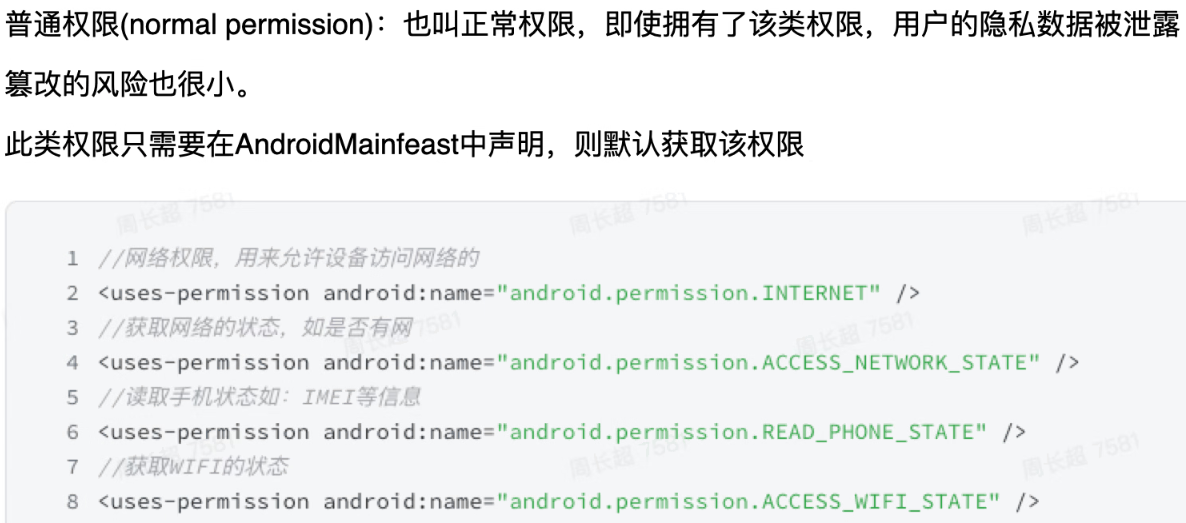 普通权限(normal permission)：也叫正常权限，即使拥有了该类权限，用户的隐私数据被泄露
篡改的风险也很小。
此类权限只需要在AndroidMainfeast中声明，则默认获取该权限
周长超 7581 周长超 7581 周长超 7581
1 //网络权限，用来允许设备访问网络的
2 <uses-permission android:name="android.permission.INTERNET" />
3 //获取网络的状态，如是否有网
周长超 7581 周长超 7581
4 <uses-permission android:name="android.permission.ACCESS_NETWORK_STATE" />
5 //读取手机状态如：IMEI等信息
6 <uses-permission android:name="android.permission.READ_PHONE_STATE" />
周长超 7581 周长超 7581 周长超 7581
7 //获取WIFI的状态
8 <uses-permission android:name="android.permission.ACCESS_WIFI_STATE" />